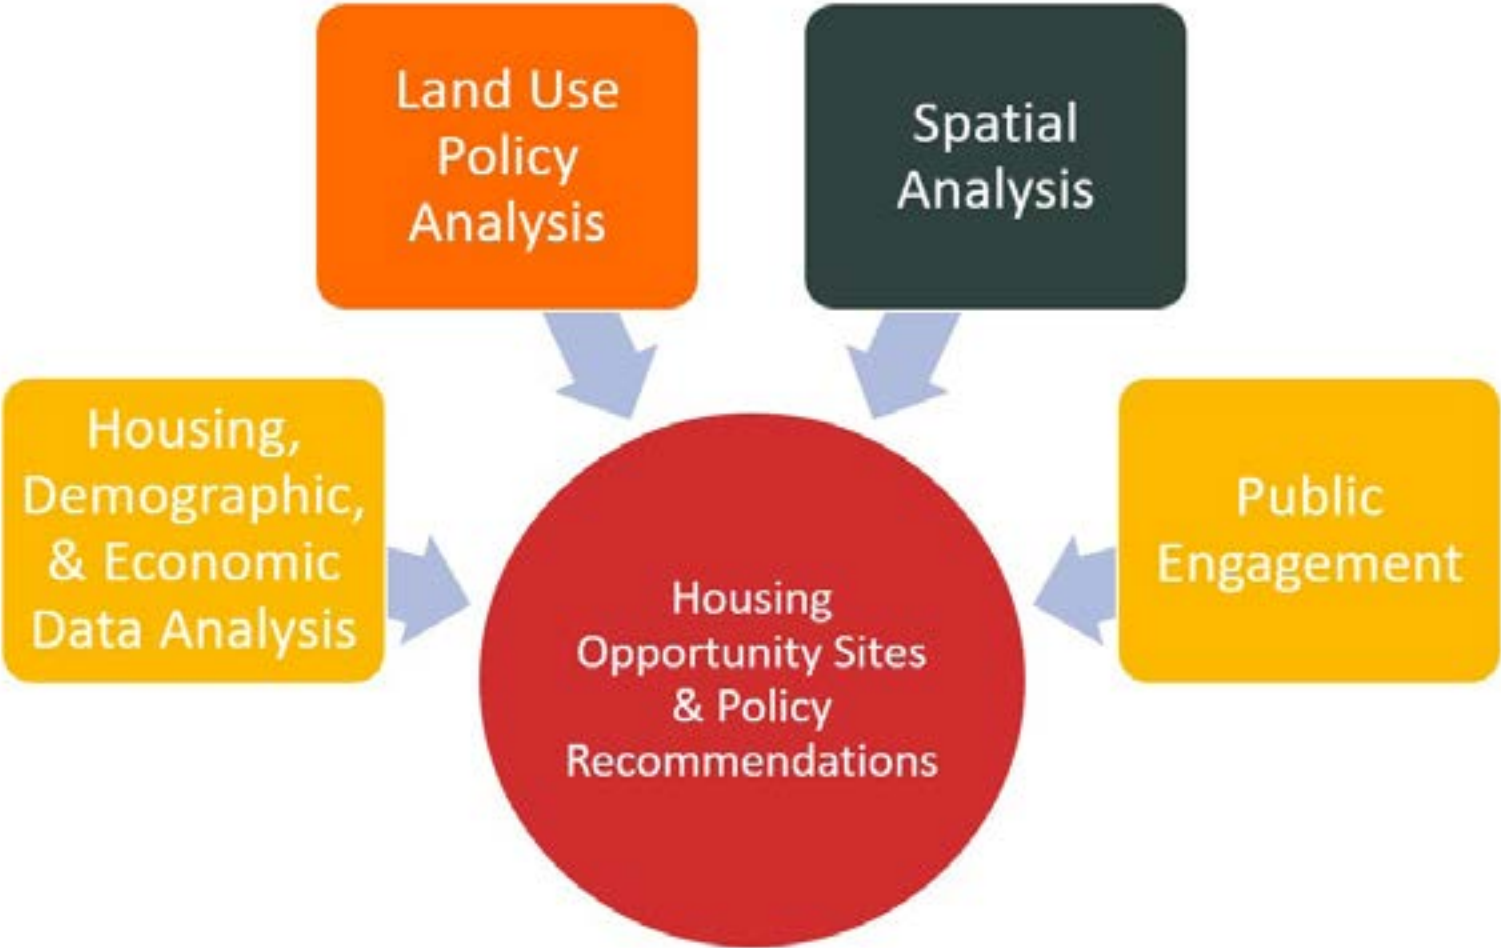 Land Use
Policy
Analysis
Spatial
Analysis
Housing,
Demographic,
& Economic
Data Analysis
Public
Engagement
Housing
Opportunity Sites
& Policy
Recommendations